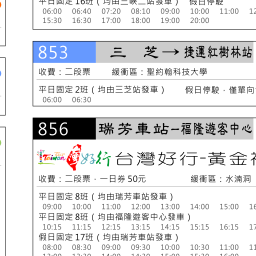 平日固定16班（均由三峽二站發車） 假日停駛
06:00 06:40 07:20 08:10 09:00 10:00 11:00
15:30 16:30 17:00 18:00 19:00 20:00
853 三 芝→捷運紅樹林站
收費：二段票 緩衝區：聖約翰科技大學
平日固定 2班（均由三芝站發車） 假日停駛，僅單向
06:00 06:30
856 瑞芳車站–福隆遊客中心
Taiwan 台灣好行 台灣好行-黃金福
收費：二段票．一日券 50元 緩衝區：水湳洞
平日固定 8班（均由瑞芳車站發車）
09:00 10:00 11:00 12:00 13:00 14:00 15:00
平日固定 8班（均由福隆遊客中心發車）
10:15 11:15 12:15 13:15 14:15 15:15 16:15
假日固定17班（均由瑞芳車站發車）
08:00 08:30 09:00 09:30 10:00 10:30 11:00